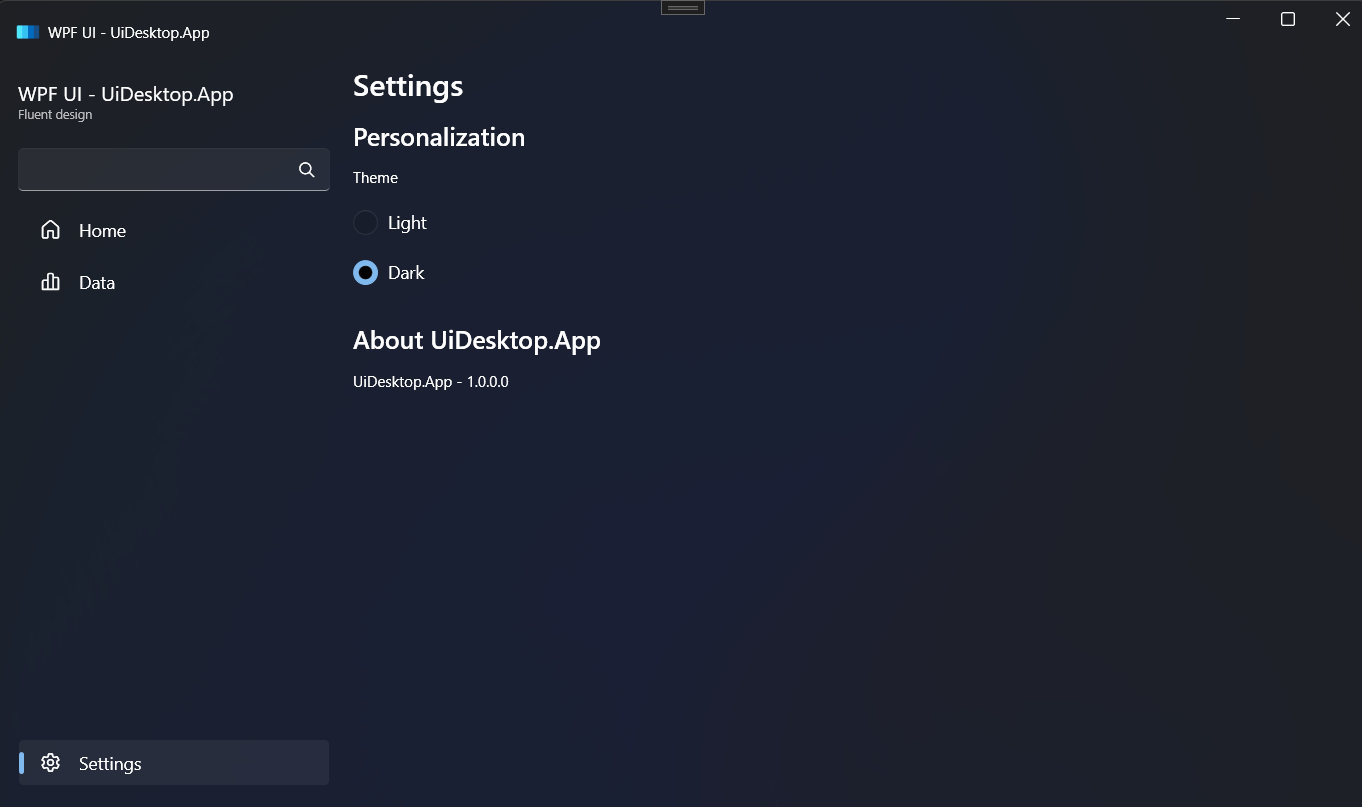 WPF UI - UiDesktop.App
WPF UI - UiDesktop.App
Fluent design
Home
Data
Settings
Settings
Personalization
Theme
Light
Dark
About UiDesktop.App
UiDesktop.App - 1.0.0.0